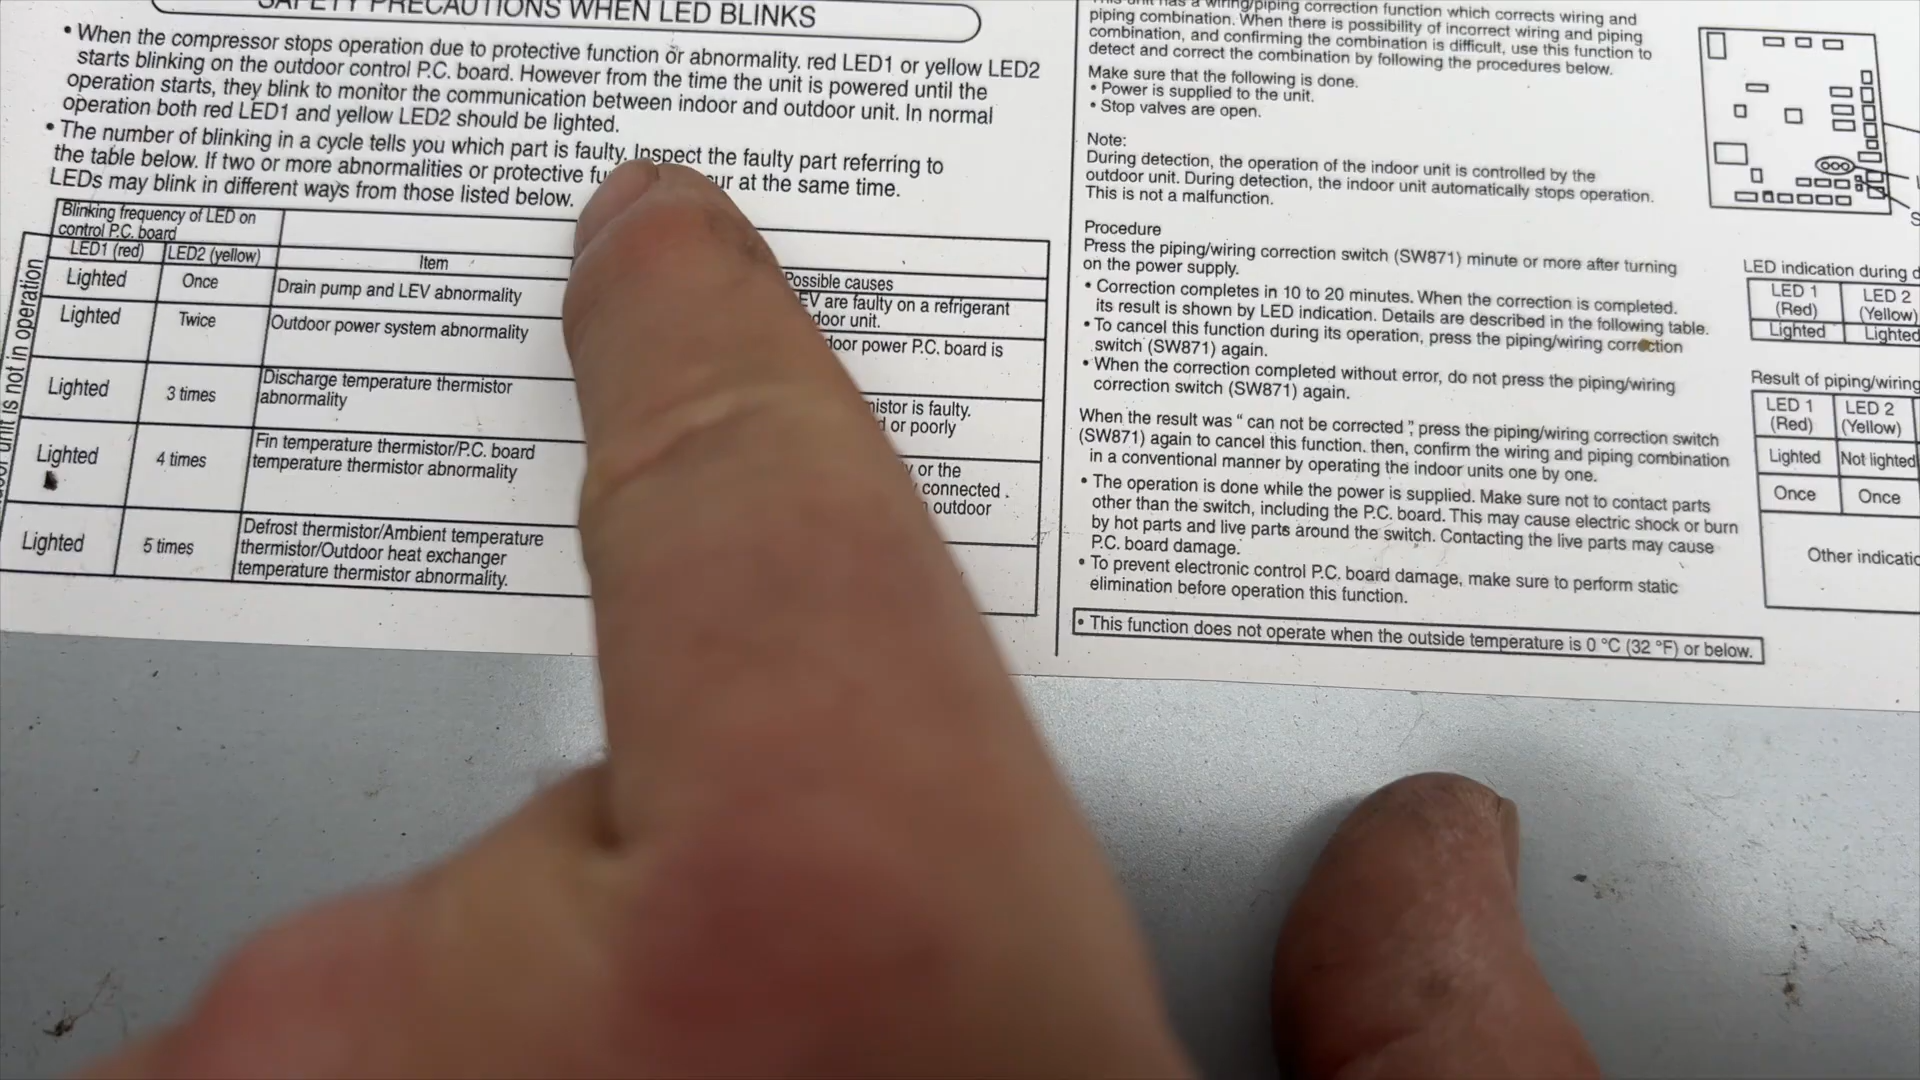 SAFETY PRECAUTIONS WHEN LED BLINKS
• When the compressor stops operation due to protective function or abnormality. red LED1 or yellow LED2
starts blinking on the outdoor control P.C. board. However from the time the unit is powered until the
operation starts, they blink to monitor the communication between indoor and outdoor unit. In normal
operation both red LED1 and yellow LED2 should be lighted.
• The number of blinking in a cycle tells you which part is faulty. Inspect the faulty part referring to
the table below. If two or more abnormalities or protective at the same time.
LEDs may blink in different ways from those listed below.
Blinking frequency of LED on
control P.C. board
LED1 (red) LED2 (yellow) Item Possible causes
unit is not in operation
Lighted Once Drain pump and LEV abnormality are faulty on a refrigerant
unit.
Lighted Twice Outdoor power system abnormality power P.C. board is
Lighted 3 times Discharge temperature thermistor
abnormality
is faulty.
or poorly
Lighted 4 times Fin temperature thermistor/P.C. board
temperature thermistor abnormality
or the
connected .
outdoor
Lighted 5 times Defrost thermistor/Ambient temperature
thermistor/Outdoor heat exchanger
temperature thermistor abnormality.
This unit has a wiring/piping correction function which corrects wiring and
piping combination. When there is possibility of incorrect wiring and piping
combination, and confirming the combination is difficult, use this function to
detect and correct the combination by following the procedures below.
Make sure that the following is done.
• Power is supplied to the unit.
• Stop valves are open.
Note:
During detection, the operation of the indoor unit is controlled by the
outdoor unit. During detection, the indoor unit automatically stops operation.
This is not a malfunction.
Procedure
Press the piping/wiring correction switch (SW871) minute or more after turning
on the power supply.
• Correction completes in 10 to 20 minutes. When the correction is completed.
its result is shown by LED indication. Details are described in the following table.
• To cancel this function during its operation, press the piping/wiring correction
switch (SW871) again.
• When the correction completed without error, do not press the piping/wiring
correction switch (SW871) again.
When the result was “ can not be corrected ”, press the piping/wiring correction switch
(SW871) again to cancel this function. then, confirm the wiring and piping combination
in a conventional manner by operating the indoor units one by one.
• The operation is done while the power is supplied. Make sure not to contact parts
other than the switch, including the P.C. board. This may cause electric shock or burn
by hot parts and live parts around the switch. Contacting the live parts may cause
P.C. board damage.
• To prevent electronic control P.C. board damage, make sure to perform static
elimination before operation this function.
• This function does not operate when the outside temperature is 0 °C (32 °F) or below.
LED indication during
LED 1
(Red)
LED 2
(Yellow)
Lighted Lighted
Result of piping/wiring
LED 1
(Red)
LED 2
(Yellow)
Lighted Not lighted
Once Once
Other